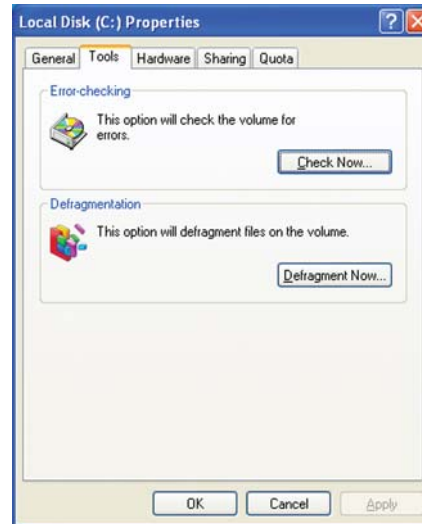 Local Disk (C:) Properties
General Tools Hardware Sharing Quota
Error-checking
This option will check the volume for
errors.
Check Now...
Defragmentation
This option will defragment files on the volume.
Defragment Now...
OK Cancel Apply